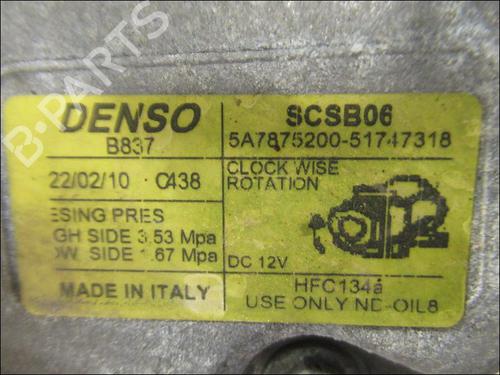 DENSO
B837
22/02/10 C438
ESING PRES
GH SIDE 3.53 Mpa
OW SIDE 1.67 Mpa
MADE IN ITALY
SCSB06
5A7875200-51747318
CLOCK WISE
ROTATION
DC 12V
HFC134a
USE ONLY ND-OIL8
B-PARTS